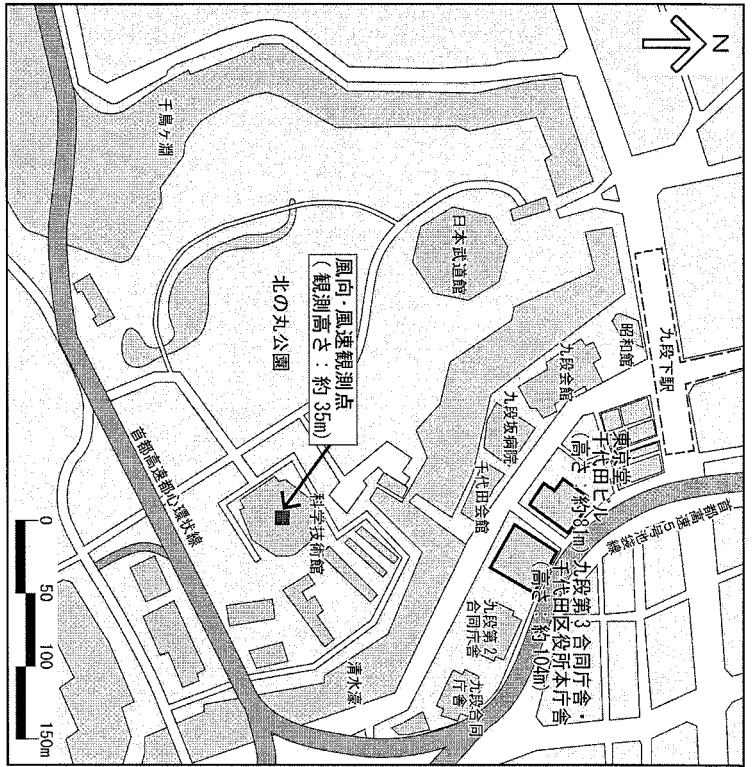 N
千鳥ヶ淵
日本武道館
北の丸公園
風向・風速観測点
(観測高さ:約35m)
科学技術館
首都高速都心環状線
清水濠
昭和館
九段下駅
九段会館
九段坂病院
千代田会館
東京堂
千代田ビル
(高さ:約81m)
九段第3合同庁舎・
千代田区役所本庁舎
(高さ:約104m)
九段第2
合同庁舎
九段合同
庁舎
首都高速5号池袋線
0
50
100
150m